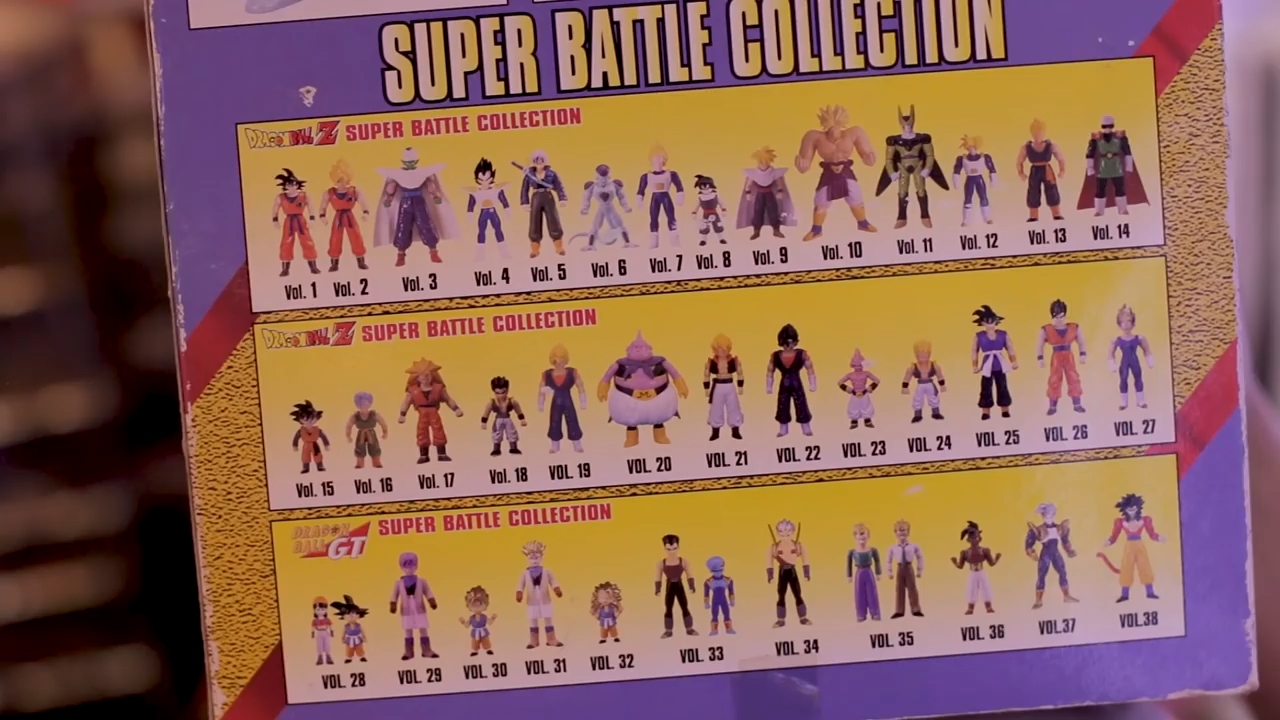 SUPER BATTLE COLLECTION
DRAGONBALL Z SUPER BATTLE COLLECTION
Vol. 1 Vol. 2 Vol. 3 Vol. 4 Vol. 5 Vol. 6 Vol. 7 Vol. 8 Vol. 9 Vol. 10 Vol. 11 Vol. 12 Vol. 13 Vol. 14
DRAGONBALL Z SUPER BATTLE COLLECTION
Vol. 15 Vol. 16 Vol. 17 Vol. 18 VOL. 19 VOL. 20 VOL. 21 VOL. 22 VOL. 23 VOL. 24 VOL. 25 VOL. 26 VOL. 27
DRAGON BALL GT SUPER BATTLE COLLECTION
VOL. 28 VOL. 29 VOL. 30 VOL. 31 VOL. 32 VOL. 33 VOL. 34 VOL. 35 VOL. 36 VOL.37 VOL.38